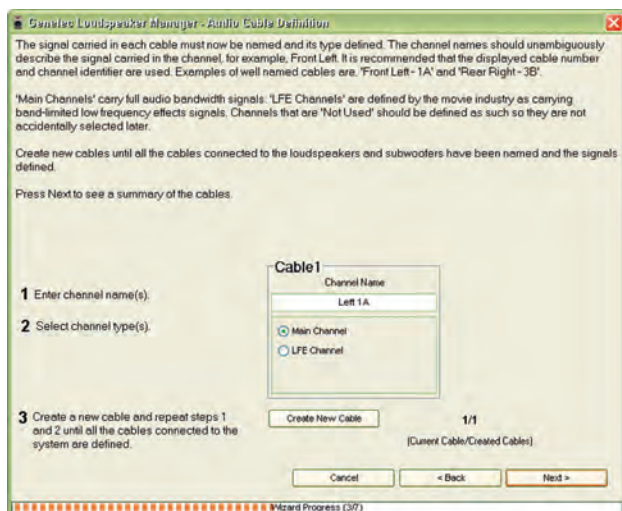 Genelec Loudspeaker Manager - Audio Cable Definition
The signal carried in each cable must now be named and its type defined. The channel names should unambiguously
describe the signal carried in the channel, for example, Front Left. It is recommended that the displayed cable number
and channel identifier are used. Examples of well named cables are, 'Front Left - 1A' and 'Rear Right - 3B'.
'Main Channels' carry full audio bandwidth signals. 'LFE Channels' are defined by the movie industry as carrying
band-limited low frequency effects signals. Channels that are 'Not Used' should be defined as such so they are not
accidentally selected later.
Create new cables until all the cables connected to the loudspeakers and subwoofers have been named and the signals
defined.
Press Next to see a summary of the cables.
Cable1
Channel Name
1 Enter channel name(s).
Left 1A
2 Select channel type(s).
Main Channel
LFE Channel
3 Create a new cable and repeat steps 1
and 2 until all the cables connected to the
system are defined.
Create New Cable
1/1
(Current Cable/Created Cables)
Cancel
< Back
Next >
Wizard Progress (3/7)